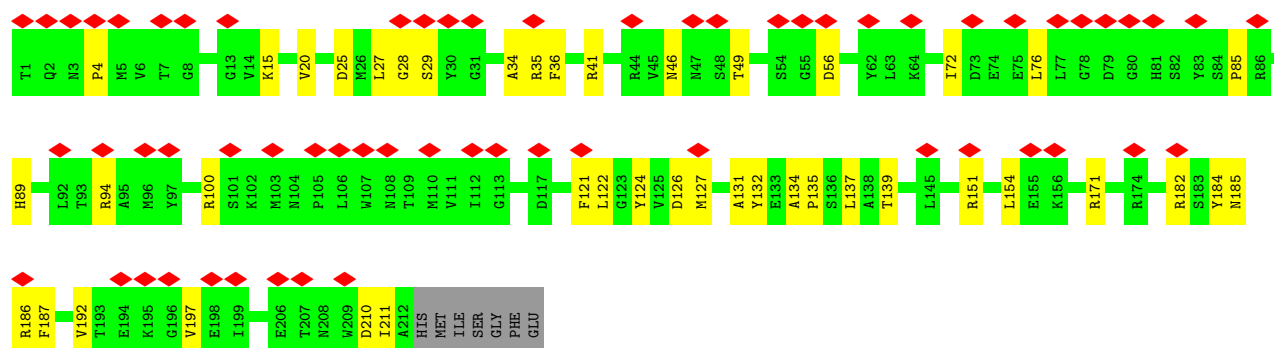 T1 Q2 N3 P4 M5 V6 T7 G8 G13 V14 K15 V20 D25 M26 L27 G28 S29 Y30 G31 A34 R35 F36 R41 R44 V45 N46 N47 S48 T49 S54 G55 D56 Y62 L63 K64 I72 D73 E74 E75 L76 L77 G78 D79 G80 H81 S82 Y83 S84 P85 R86
H89 L92 T93 R94 A95 M96 Y97 R100 S101 K102 M103 N104 P105 L106 W107 N108 T109 M110 V111 I112 G113 D117 F121 L122 G123 Y124 V125 D126 M127 A131 Y132 E133 A134 P135 S136 L137 A138 T139 L145 R151 L154 E155 K156 R171 R174 R182 S183 Y184 N185
R186 F187 V192 T193 E194 K195 G196 V197 E198 I199 E206 T207 N208 W209 D210 I211 A212 HIS MET ILE SER GLY PHE GLU